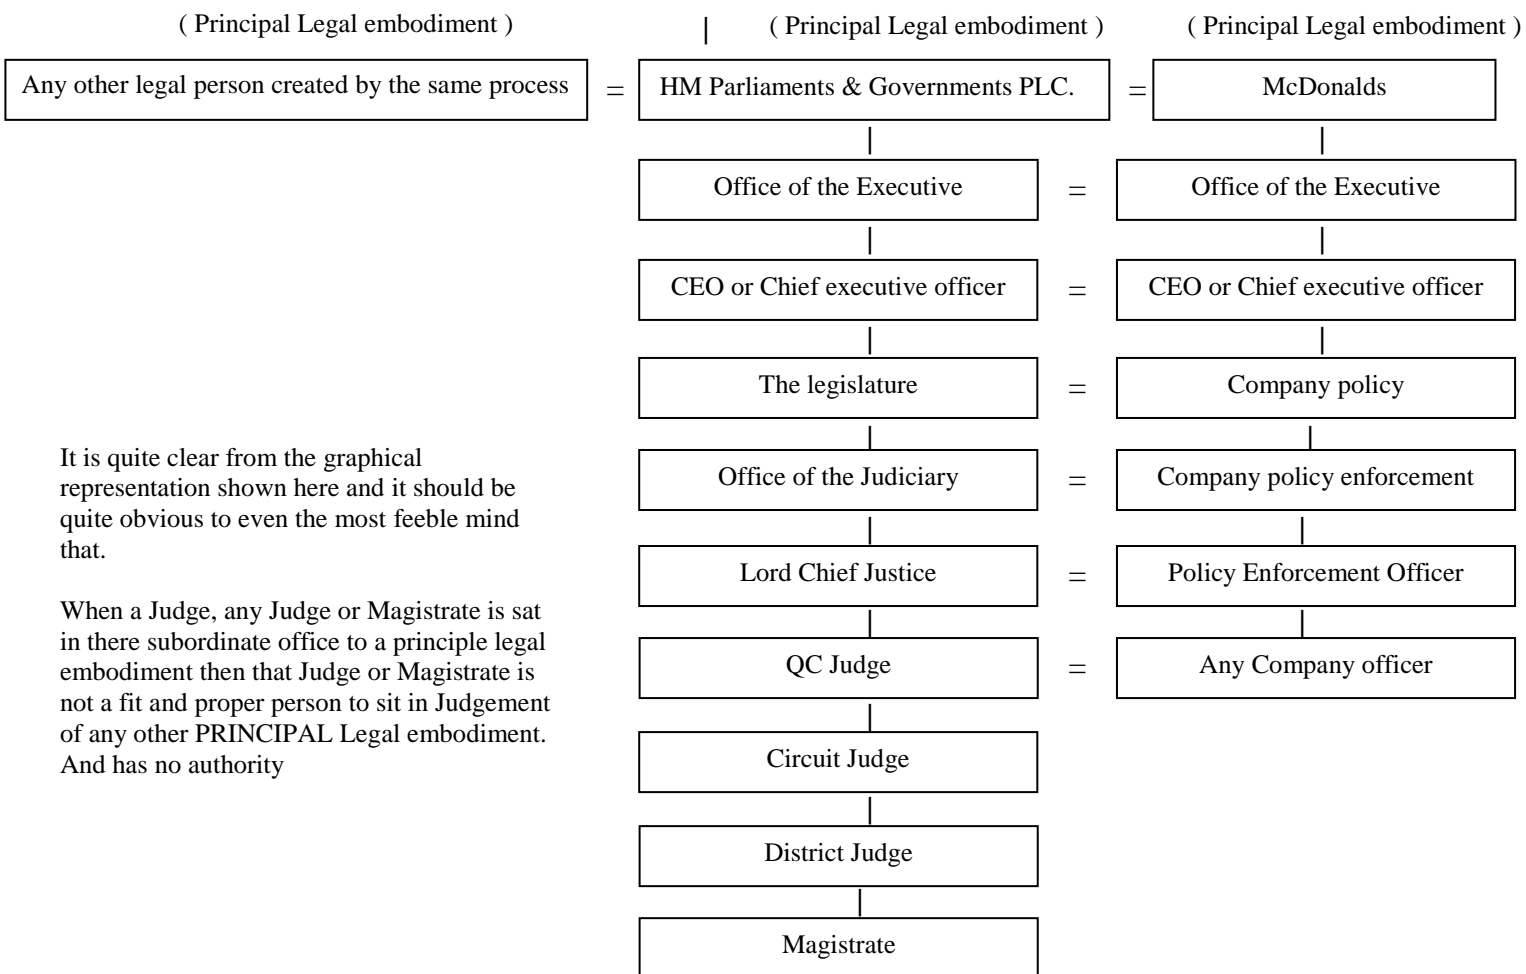 ( Principal Legal embodiment ) | ( Principal Legal embodiment ) ( Principal Legal embodiment )
Any other legal person created by the same process = HM Parliaments & Governments PLC. = McDonalds
Office of the Executive = Office of the Executive
CEO or Chief executive officer = CEO or Chief executive officer
The legislature = Company policy
Office of the Judiciary = Company policy enforcement
Lord Chief Justice = Policy Enforcement Officer
QC Judge = Any Company officer
Circuit Judge
District Judge
Magistrate
It is quite clear from the graphical
representation shown here and it should be
quite obvious to even the most feeble mind
that.
When a Judge, any Judge or Magistrate is sat
in there subordinate office to a principle legal
embodiment then that Judge or Magistrate is
not a fit and proper person to sit in Judgement
of any other PRINCIPAL Legal embodiment.
And has no authority